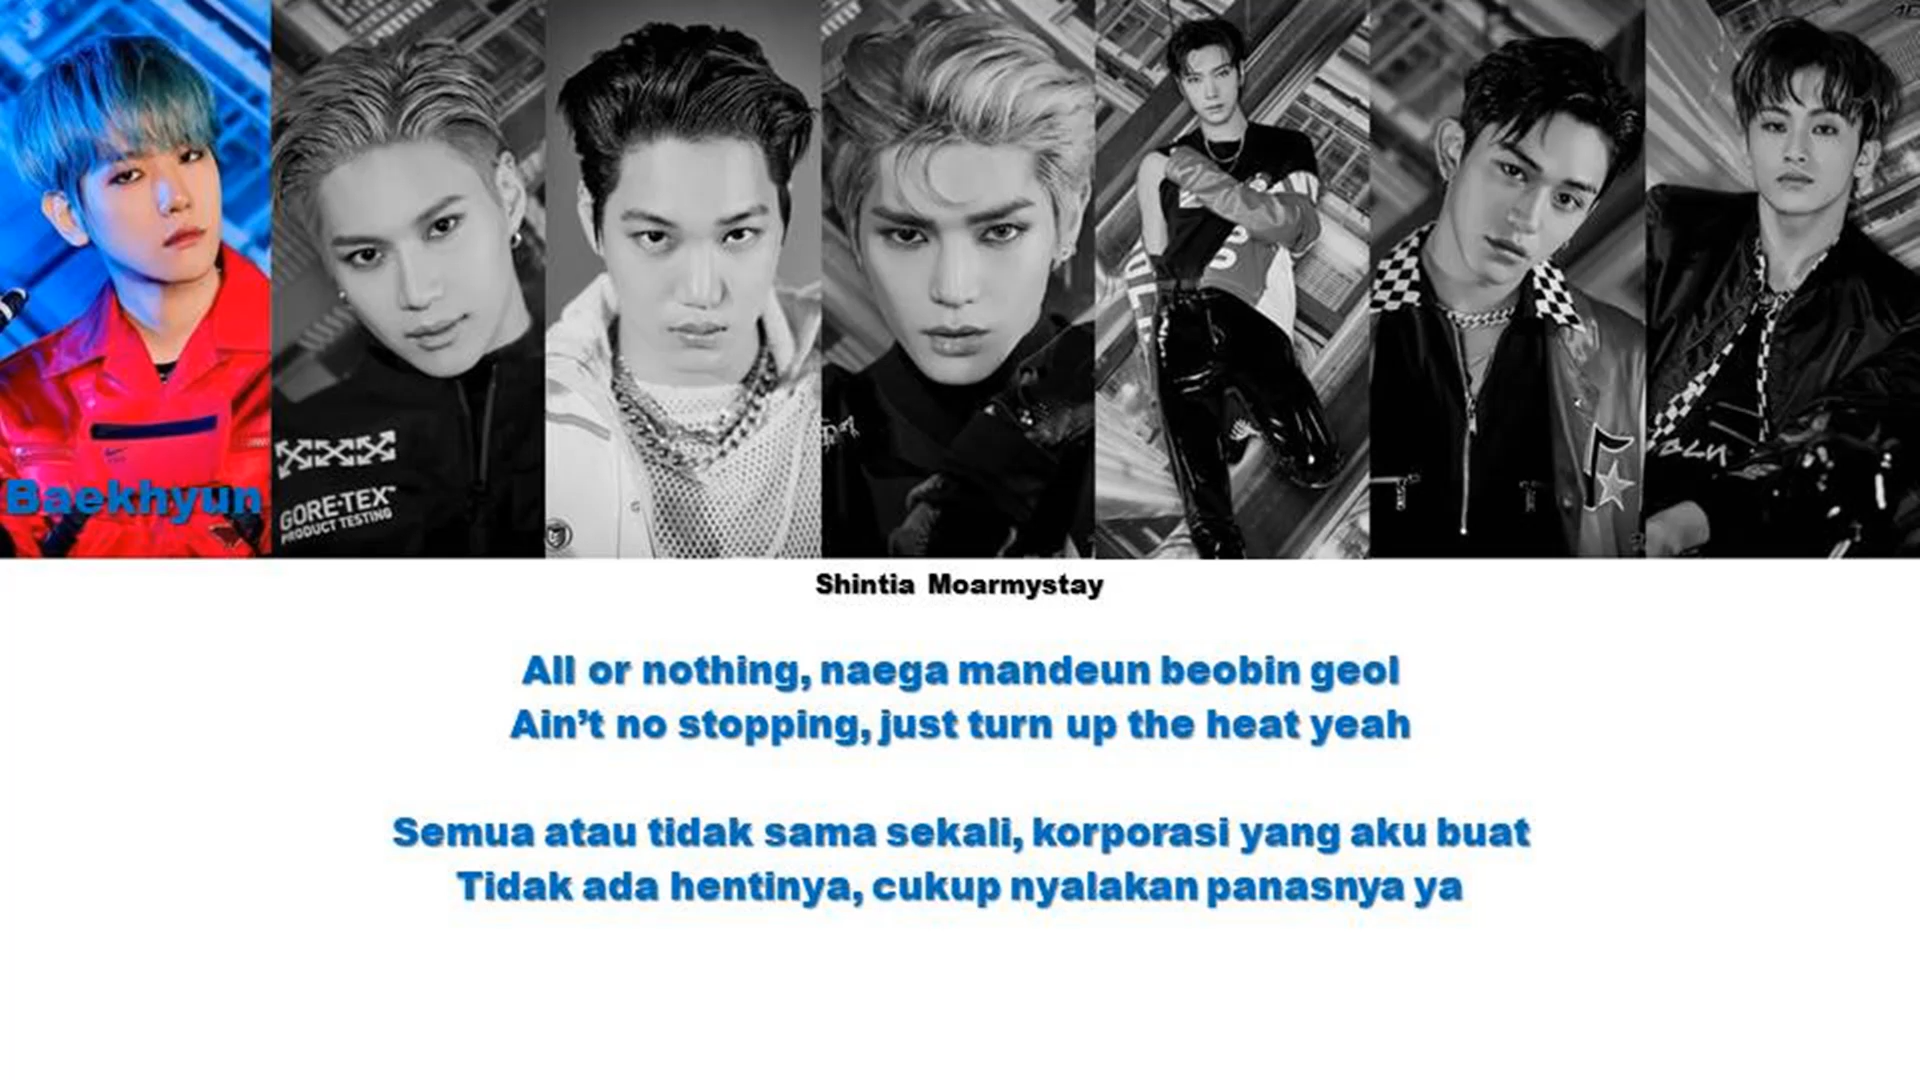 Baekhyun
GORE-TEX
PRODUCT TESTING
Shintia Moarmystay
All or nothing, naega mandeun beobin geol
Ain't no stopping, just turn up the heat yeah
Semua atau tidak sama sekali, korporasi yang aku buat
Tidak ada hentinya, cukup nyalakan panasnya ya